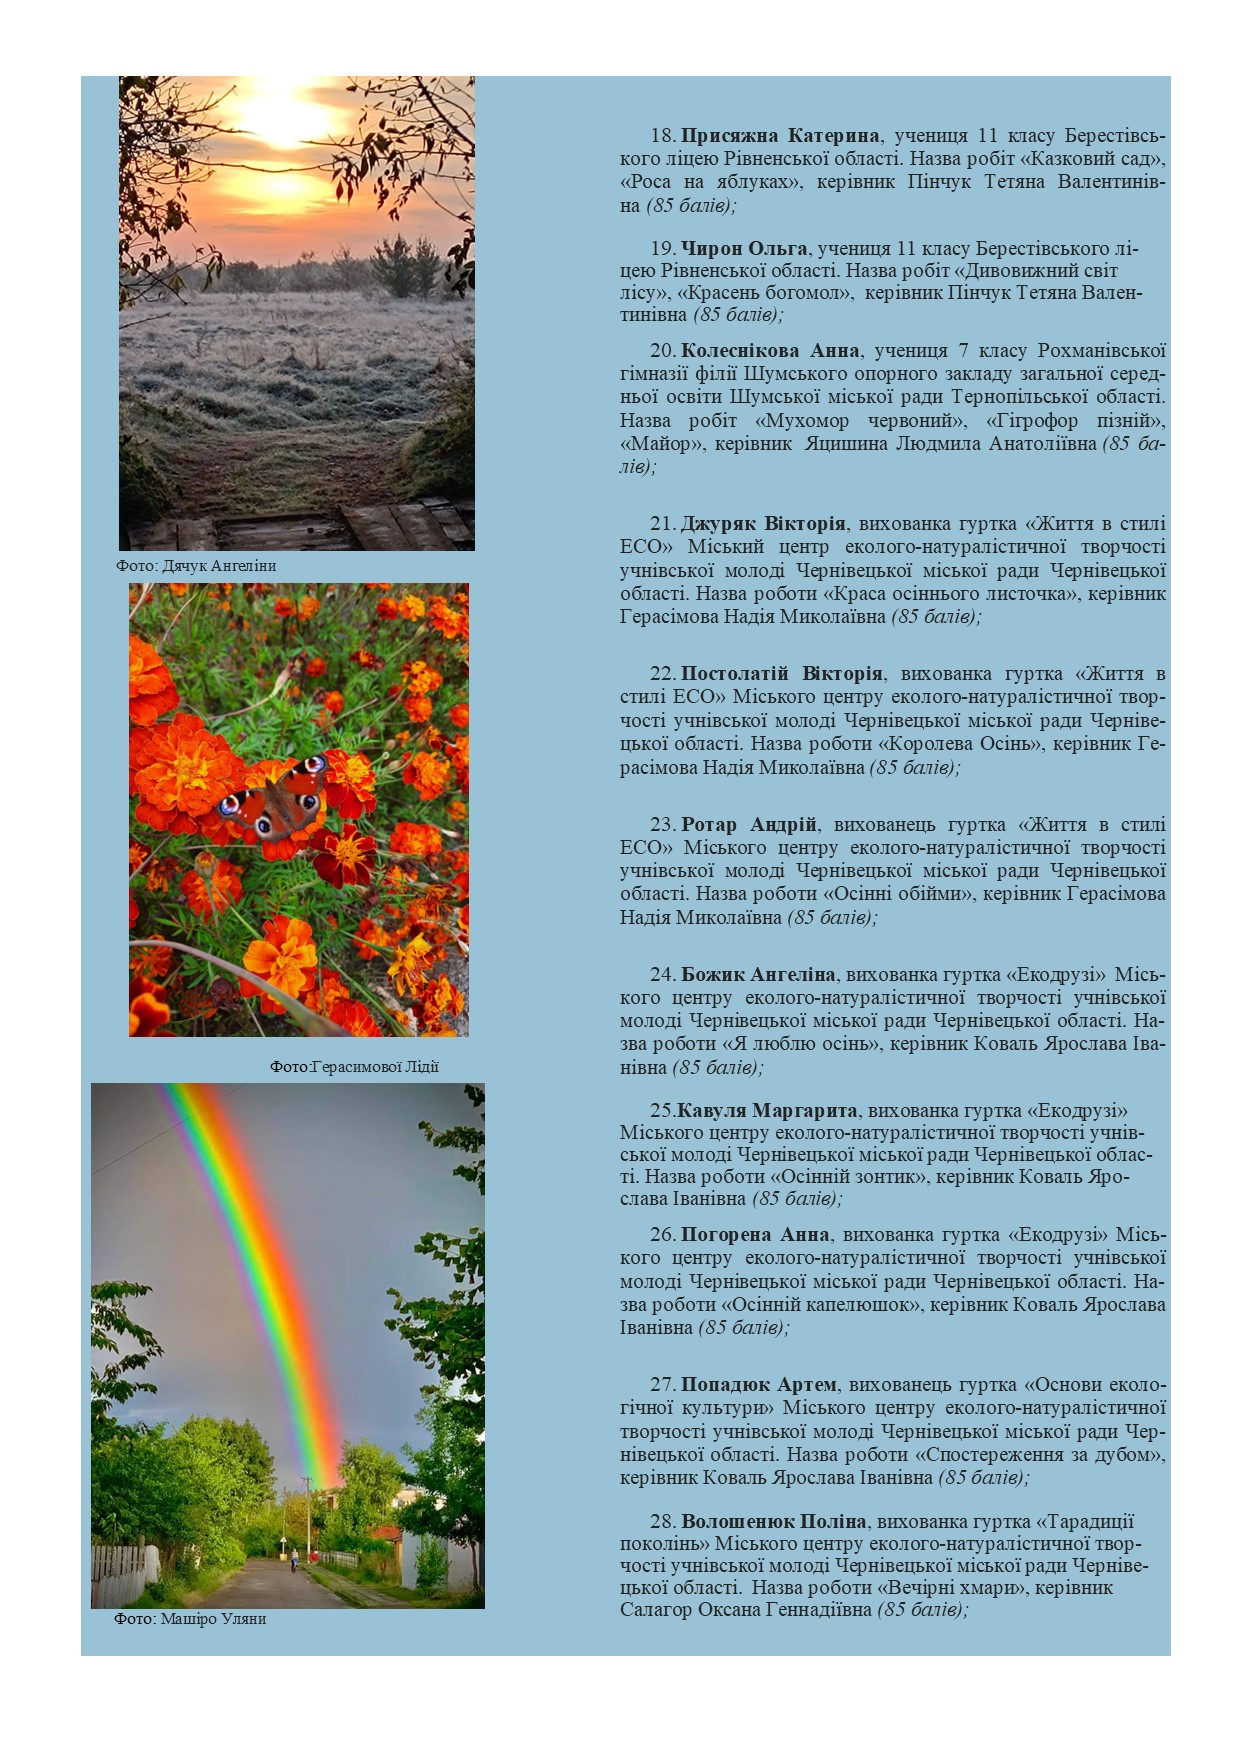 Фото: Дячук Ангеліни
Фото:Герасимової Лідії
Фото: Машіро Уляни
18. Присяжна Катерина, учениця 11 класу Берестівсь-
кого ліцею Рівненської області. Назва робіт «Казковий сад»,
«Роса на яблуках», керівник Пінчук Тетяна Валентинів-
на (85 балів);
19. Чирон Ольга, учениця 11 класу Берестівського лі-
цею Рівненської області. Назва робіт «Дивовижний світ
лісу», «Красень богомол», керівник Пінчук Тетяна Вален-
тинівна (85 балів);
20. Колеснікова Анна, учениця 7 класу Рохманівської
гімназії філії Шумського опорного закладу загальної серед-
ньої освіти Шумської міської ради Тернопільської області.
Назва робіт «Мухомор червоний», «Гігрофор пізній»,
«Майор», керівник Яцишина Людмила Анатоліївна (85 ба-
лів);
21. Джуряк Вікторія, вихованка гуртка «Життя в стилі
ЕСО» Міський центр еколого-натуралістичної творчості
учнівської молоді Чернівецької міської ради Чернівецької
області. Назва роботи «Краса осіннього листочка», керівник
Герасімова Надія Миколаївна (85 балів);
22. Постолатій Вікторія, вихованка гуртка «Життя в
стилі ЕСО» Міського центру еколого-натуралістичної твор-
чості учнівської молоді Чернівецької міської ради Черніве-
цької області. Назва роботи «Королева Осінь», керівник Ге-
расімова Надія Миколаївна (85 балів);
23. Ротар Андрій, вихованець гуртка «Життя в стилі
ЕСО» Міського центру еколого-натуралістичної творчості
учнівської молоді Чернівецької міської ради Чернівецької
області. Назва роботи «Осінні обійми», керівник Герасімова
Надія Миколаївна (85 балів);
24. Божик Ангеліна, вихованка гуртка «Екодрузі» Місь-
кого центру еколого-натуралістичної творчості учнівської
молоді Чернівецької міської ради Чернівецької області. На-
зва роботи «Я люблю осінь», керівник Коваль Ярослава Іва-
нівна (85 балів);
25.Кавуля Маргарита, вихованка гуртка «Екодрузі»
Міського центру еколого-натуралістичної творчості учнів-
ської молоді Чернівецької міської ради Чернівецької облас-
ті. Назва роботи «Осінній зонтик», керівник Коваль Яро-
слава Іванівна (85 балів);
26. Погорена Анна, вихованка гуртка «Екодрузі» Місь-
кого центру еколого-натуралістичної творчості учнівської
молоді Чернівецької міської ради Чернівецької області. На-
зва роботи «Осінній капелюшок», керівник Коваль Ярослава
Іванівна (85 балів);
27. Попадюк Артем, вихованець гуртка «Основи еколо-
гічної культури» Міського центру еколого-натуралістичної
творчості учнівської молоді Чернівецької міської ради Чер-
нівецької області. Назва роботи «Спостереження за дубом»,
керівник Коваль Ярослава Іванівна (85 балів);
28. Волошенюк Поліна, вихованка гуртка «Тарадиції
поколінь» Міського центру еколого-натуралістичної твор-
чості учнівської молоді Чернівецької міської ради Черніве-
цької області. Назва роботи «Вечірні хмари», керівник
Салагор Оксана Геннадіївна (85 балів);